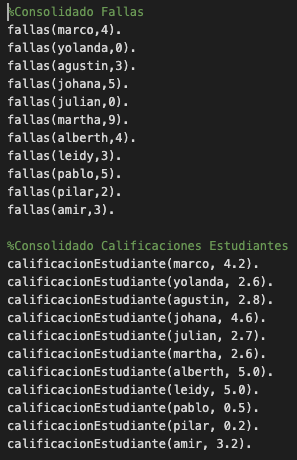 %Consolidado Fallas
fallas(marco,4).
fallas(yolanda,0).
fallas(agustin,3).
fallas(johana,5).
fallas(julian,0).
fallas(martha,9).
fallas(alberth,4).
fallas(leidy,3).
fallas(pablo,5).
fallas(pilar,2).
fallas(amir,3).
%Consolidado Calificaciones Estudiantes
calificacionEstudiante(marco, 4.2).
calificacionEstudiante(yolanda, 2.6).
calificacionEstudiante(agustin, 2.8).
calificacionEstudiante(johana, 4.6).
calificacionEstudiante(julian, 2.7).
calificacionEstudiante(martha, 2.6).
calificacionEstudiante(alberth, 5.0).
calificacionEstudiante(leidy, 5.0).
calificacionEstudiante(pablo, 0.5).
calificacionEstudiante(pilar, 0.2).
calificacionEstudiante(amir, 3.2).